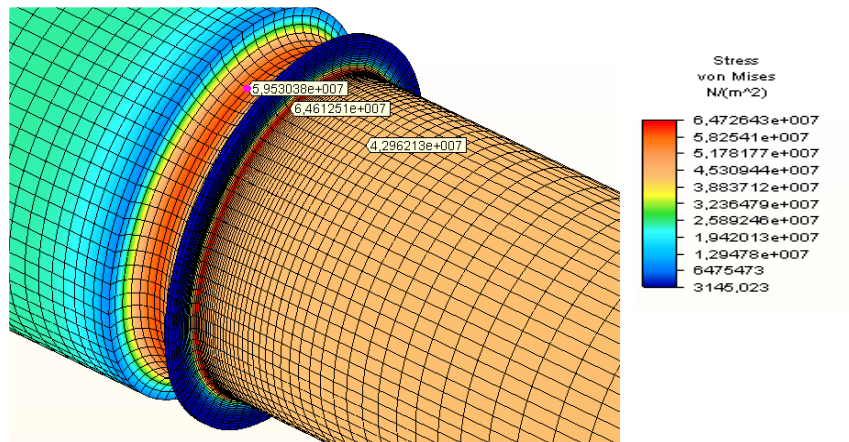 5,953038e+007
6,461251e+007
4,296213e+007
Stress
von Mises
N/(m^2)
6,472643e+007
5,82541e+007
5,178177e+007
4,530944e+007
3,883712e+007
3,236479e+007
2,589246e+007
1,942013e+007
1,29478e+007
6475473
3145,023